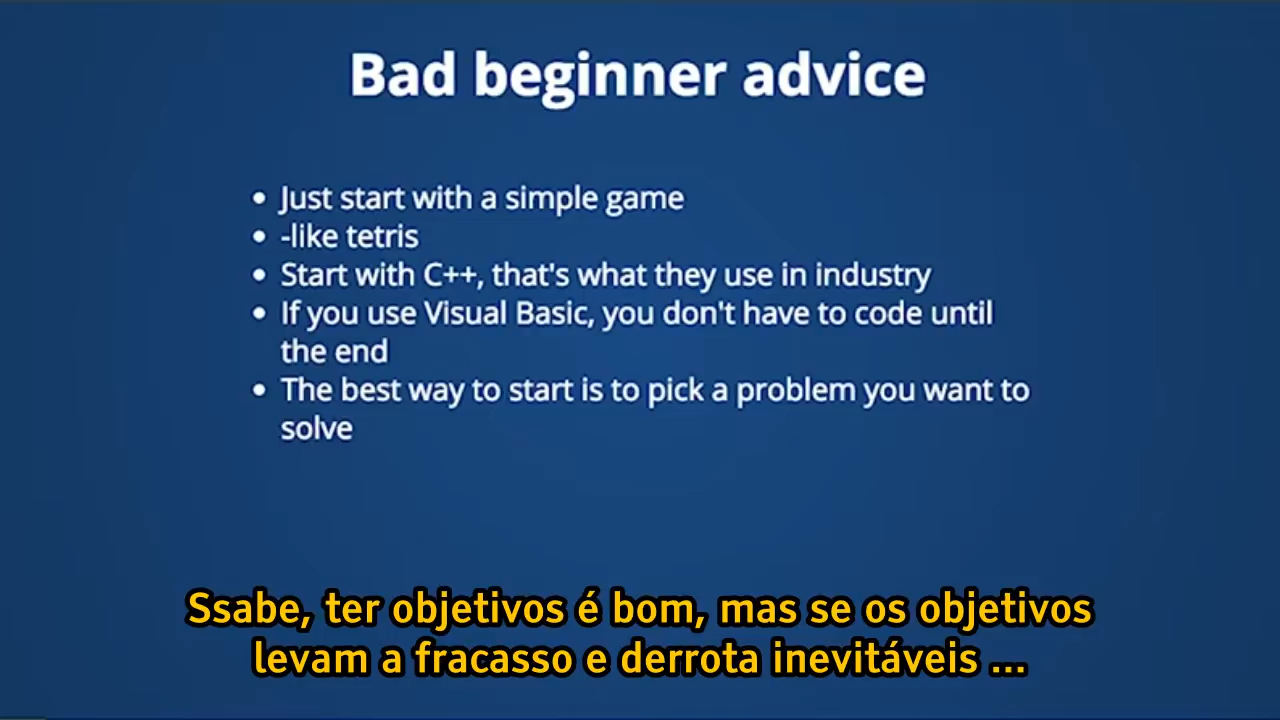 Bad beginner advice
• Just start with a simple game
• -like tetris
• Start with C++, that's what they use in industry
• If you use Visual Basic, you don't have to code until
the end
• The best way to start is to pick a problem you want to
solve
Ssabe, ter objetivos é bom, mas se os objetivos
levam a fracasso e derrota inevitáveis ...